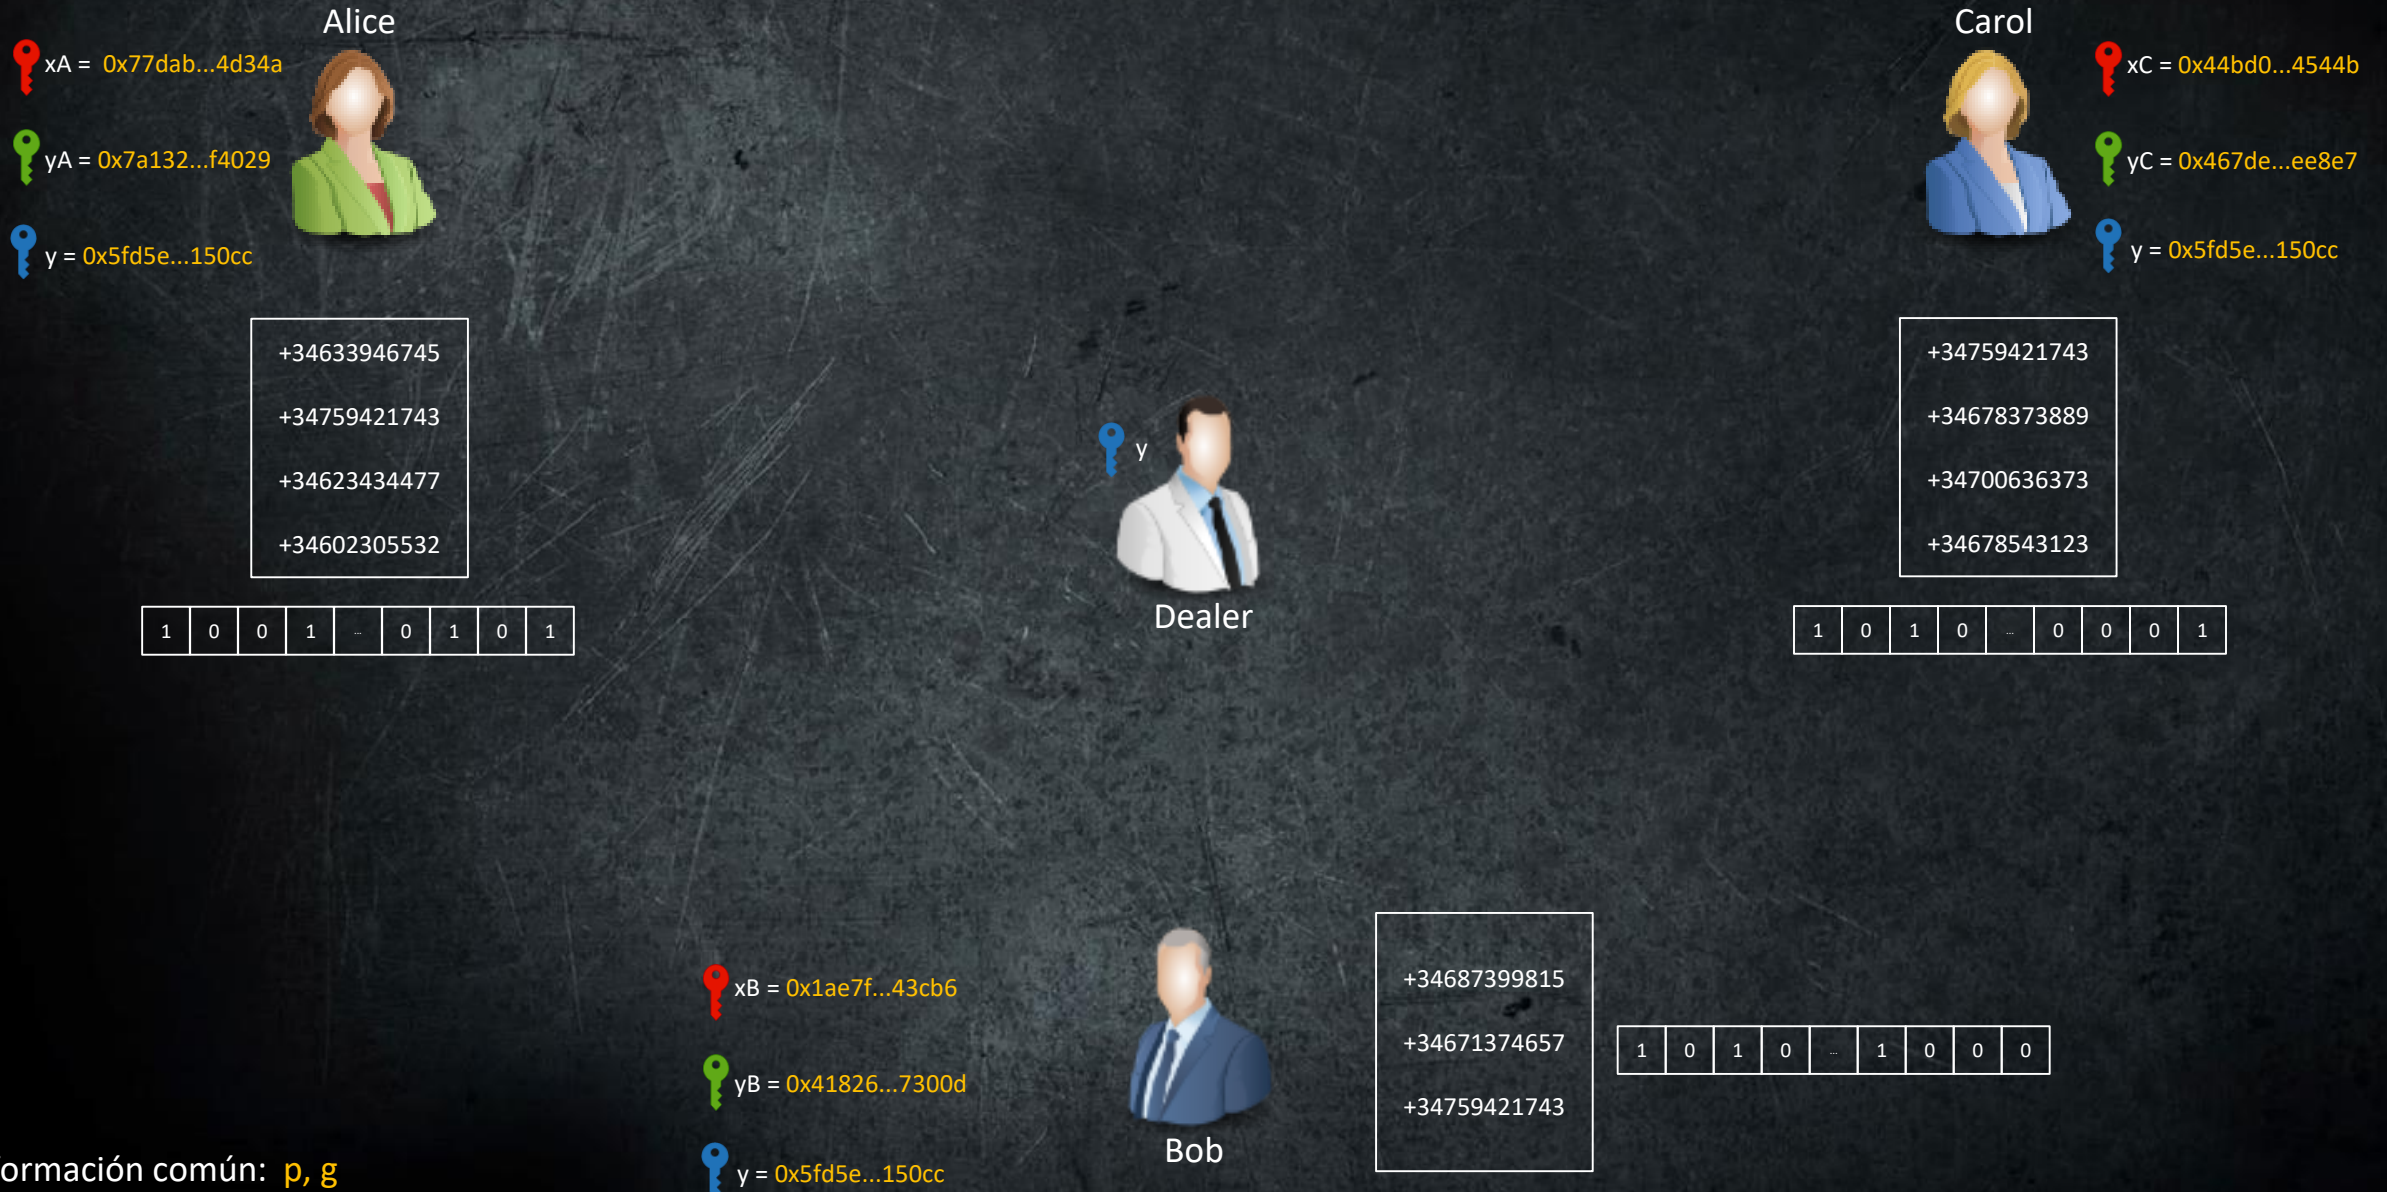 Alice
xA = 0x77dab...4d34a
yA = 0x7a132...f4029
y = 0x5fd5e...150cc
+34633946745
+34759421743
+34623434477
+34602305532
1 0 0 1 ... 0 1 0 1
Carol
xC = 0x44bd0...4544b
yC = 0x467de...ee8e7
y = 0x5fd5e...150cc
+34759421743
+34678373889
+34700636373
+34678543123
1 0 1 0 ... 0 0 0 1
y
Dealer
xB = 0x1ae7f...43cb6
yB = 0x41826...7300d
y = 0x5fd5e...150cc
Bob
+34687399815
+34671374657
+34759421743
1 0 1 0 ... 1 0 0 0
ormación común: p, g